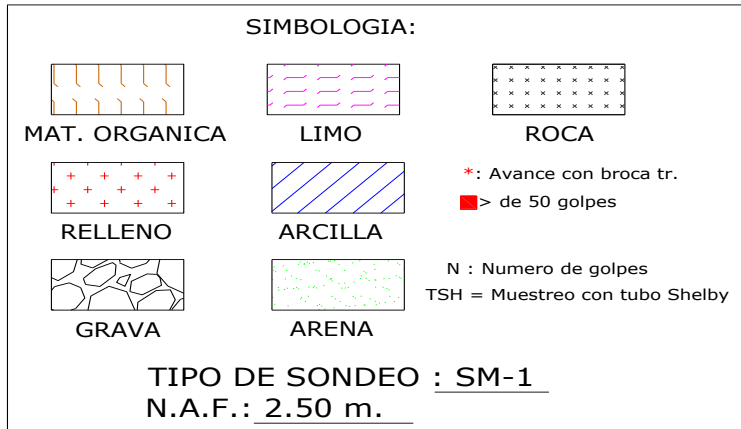 SIMBOLOGIA:
MAT. ORGANICA
LIMO
ROCA
RELLENO
ARCILLA
*: Avance con broca tr.
> de 50 golpes
GRAVA
ARENA
N : Numero de golpes
TSH = Muestreo con tubo Shelby
TIPO DE SONDEO : SM-1
N.A.F.: 2.50 m.